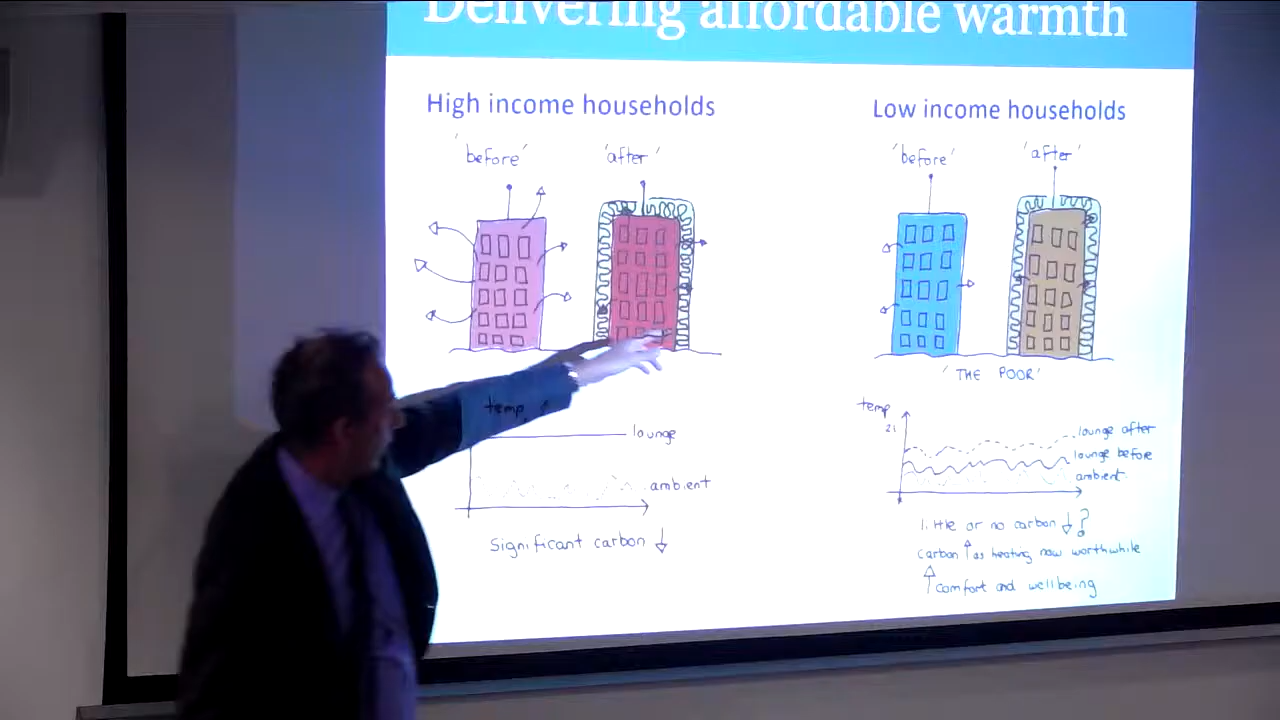 Delivering affordable warmth
High income households
'before'
'after'
temp
lounge
ambient
Significant carbon ↓
Low income households
'before'
'after'
'THE POOR'
temp
21
lounge after
lounge before
ambient
little or no carbon ↓ ?
Carbon ↑ as heating now worthwhile
↑ comfort and wellbeing